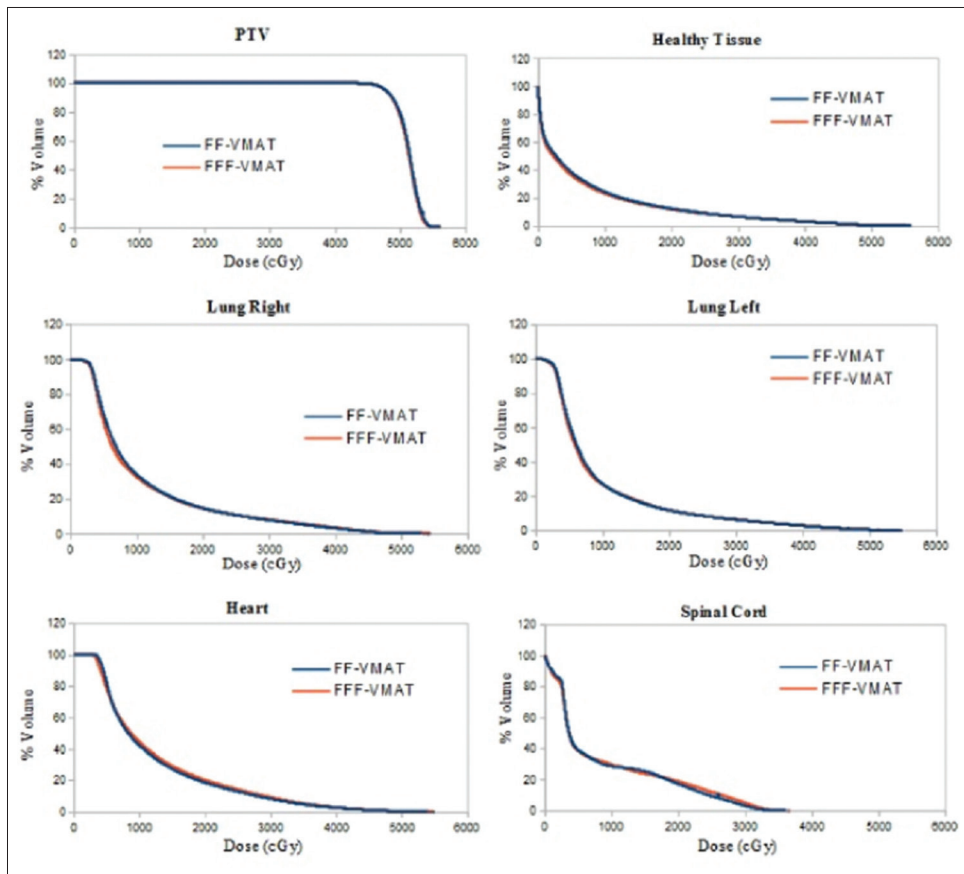 PTV
120
100
80
60
40
20
0
% Volume
FF-VMAT
FFF-VMAT
0 1000 2000 3000 4000 5000 6000
Dose (cGy)
Healthy Tissue
120
100
80
60
40
20
0
% Volume
FF-VMAT
FFF-VMAT
0 1000 2000 3000 4000 5000 6000
Dose (cGy)
Lung Right
120
100
80
60
40
20
0
% Volume
FF-VMAT
FFF-VMAT
0 1000 2000 3000 4000 5000 6000
Dose (cGy)
Lung Left
120
100
80
60
40
20
0
% Volume
FF-VMAT
FFF-VMAT
0 1000 2000 3000 4000 5000 6000
Dose (cGy)
Heart
120
100
80
60
40
20
0
% Volume
FF-VMAT
FFF-VMAT
0 1000 2000 3000 4000 5000 6000
Dose (cGy)
Spinal Cord
120
100
80
60
40
20
0
% Volume
FF-VMAT
FFF-VMAT
0 1000 2000 3000 4000 5000 6000
Dose (cGy)